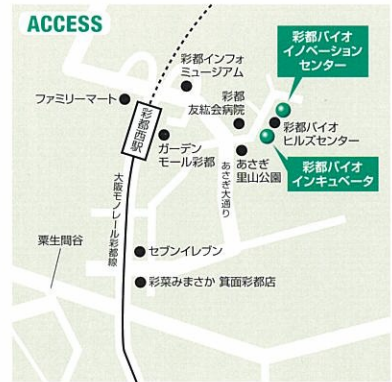 ACCESS
彩都バイオ
イノベーション
センター
彩都インフォ
ミュージアム
ファミリーマート
彩都
友紘会病院
彩都西駅
彩都バイオ
ヒルズセンター
ガーデン
モール彩都
あさぎ
里山公園
彩都バイオ
インキュベータ
あさぎ大通り
大阪モノレール彩都線
粟生間谷
セブンイレブン
彩菜みまさか 箕面彩都店